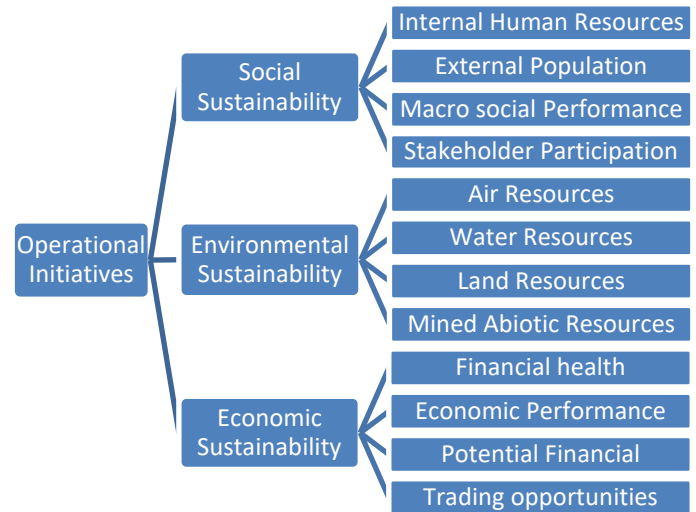 Operational
Initiatives
Social
Sustainability
Internal Human Resources
External Population
Macro social Performance
Stakeholder Participation
Environmental
Sustainability
Air Resources
Water Resources
Land Resources
Mined Abiotic Resources
Economic
Sustainability
Financial health
Economic Performance
Potential Financial
Trading opportunities